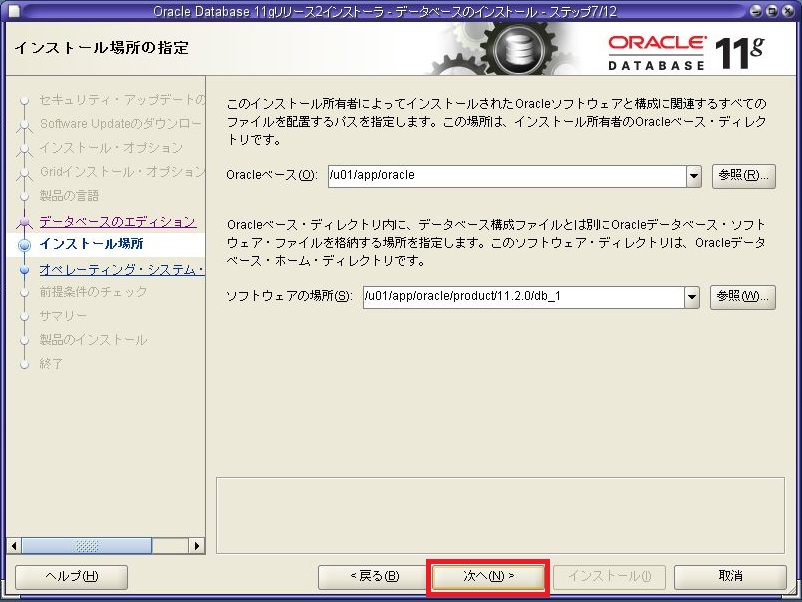 Oracle Database 11gリリース2インストーラ - データベースのインストール - ステップ7/12
インストール場所の指定
ORACLE
DATABASE 11g
セキュリティ・アップデートの
Software Updateのダウンロー
インストール・オプション
Gridインストール・オプション
製品の言語
データベースのエディション
インストール場所
オペレーティング・システム・
前提条件のチェック
サマリー
製品のインストール
終了
このインストール所有者によってインストールされたOracleソフトウェアと構成に関連するすべての
ファイルを配置するパスを指定します。この場所は、インストール所有者のOracleベース・ディレク
トリです。
Oracleベース(O): /u01/app/oracle 参照(R)...
Oracleベース・ディレクトリ内に、データベース構成ファイルとは別にOracleデータベース・ソフト
ウェア・ファイルを格納する場所を指定します。このソフトウェア・ディレクトリは、Oracleデータ
ベース・ホーム・ディレクトリです。
ソフトウェアの場所(S): /u01/app/oracle/product/11.2.0/db_1 参照(W)...
ヘルプ(H) < 戻る(B) 次へ(N) > インストール(I) 取消